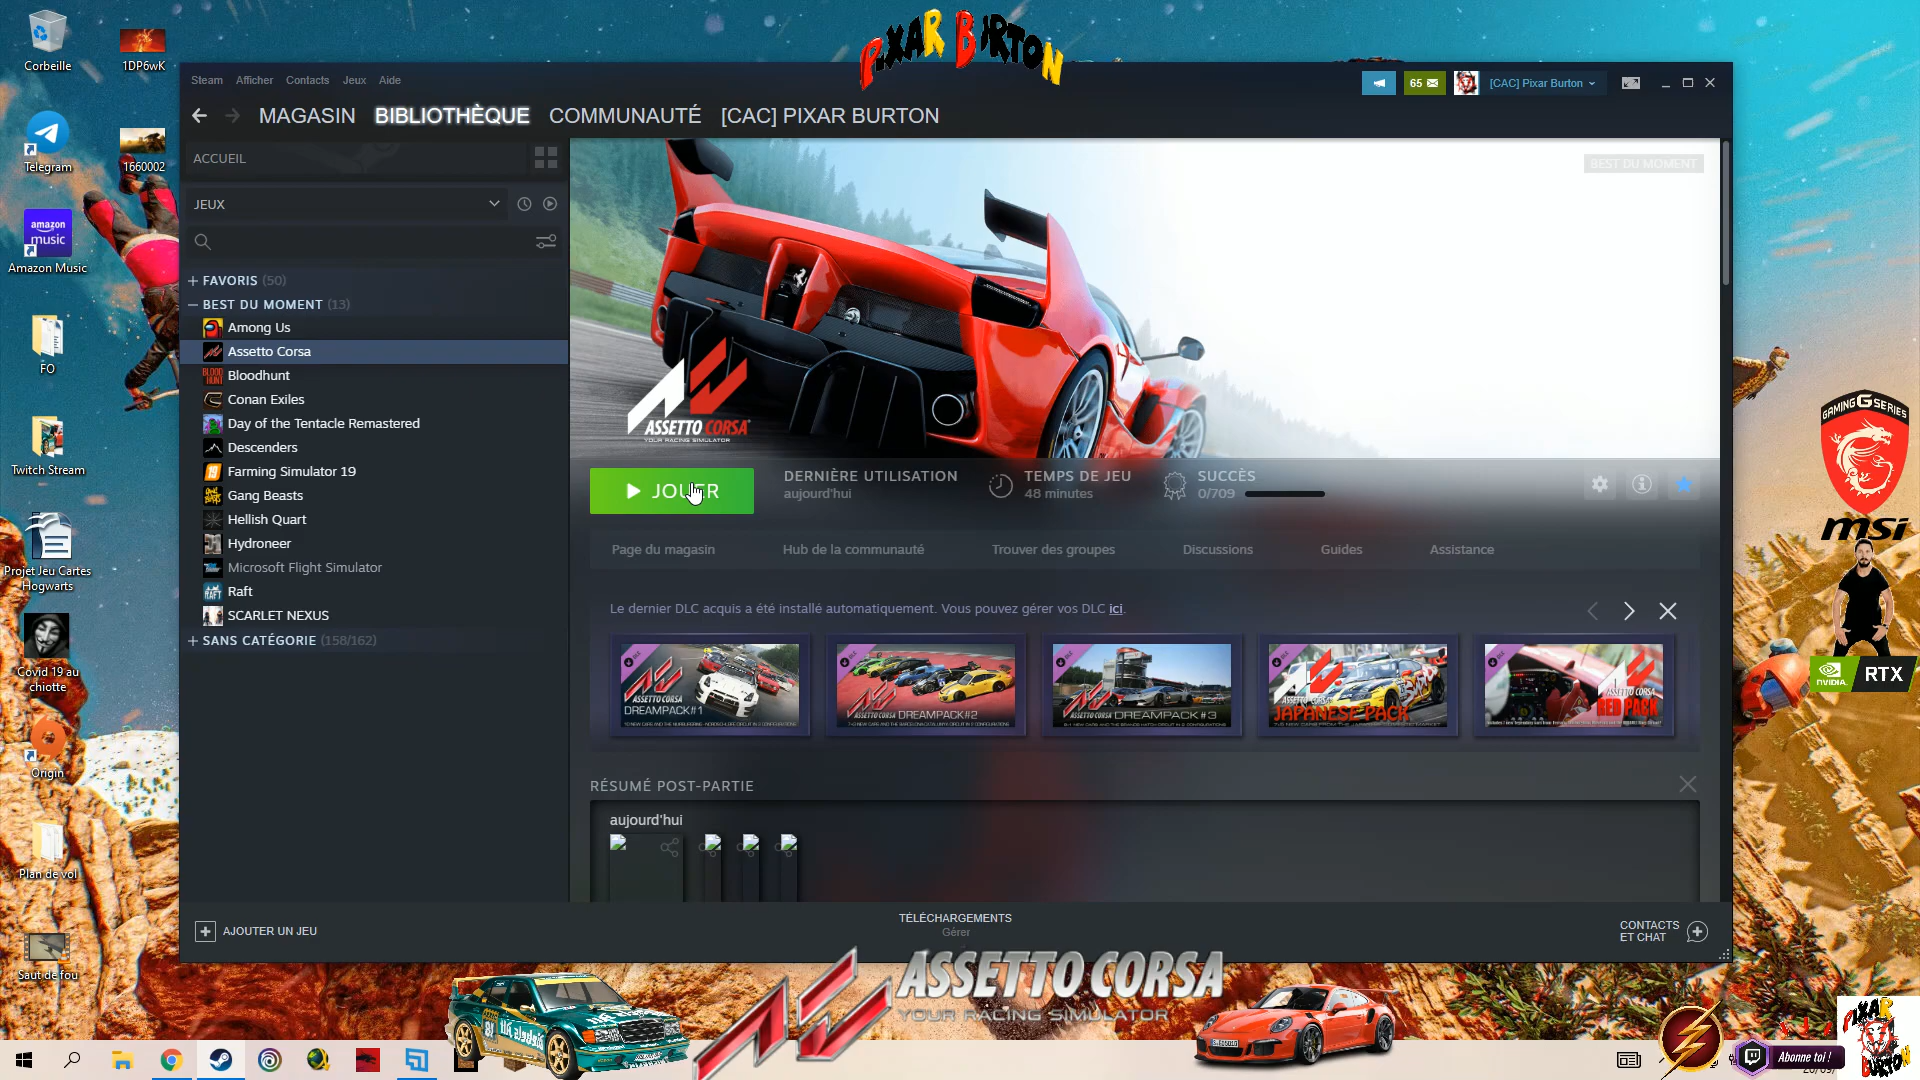 PIXAR BURTON
Corbeille
1DP6wK
Telegram
1660002
amazon
music
Amazon Music
FO
Twitch Stream
Projet Jeu Cartes
Hogwarts
Covid 19 au
chiotte
Origin
Plan de vol
Saut de fou
Steam Afficher Contacts Jeux Aide
65
[CAC] Pixar Burton
MAGASIN BIBLIOTHÈQUE COMMUNAUTÉ [CAC] PIXAR BURTON
ACCUEIL
JEUX
+ FAVORIS (50)
— BEST DU MOMENT (13)
Among Us
Assetto Corsa
Bloodhunt
Conan Exiles
Day of the Tentacle Remastered
Descenders
Farming Simulator 19
Gang Beasts
Hellish Quart
Hydroneer
Microsoft Flight Simulator
Raft
SCARLET NEXUS
+ SANS CATÉGORIE (158/162)
BEST DU MOMENT
ASSETTO CORSA
YOUR RACING SIMULATOR
JOUER
DERNIÈRE UTILISATION
aujourd'hui
TEMPS DE JEU
48 minutes
SUCCÈS
0/709
Page du magasin
Hub de la communauté
Trouver des groupes
Discussions
Guides
Assistance
Le dernier DLC acquis a été installé automatiquement. Vous pouvez gérer vos DLC ici.
ASSETTO CORSA
DREAMPACK#1
DREAMPACK#2
ASSETTO CORSA DREAMPACK#3
JAPANESE PACK
ASSETTO CORSA
RED PACK
RÉSUMÉ POST-PARTIE
aujourd'hui
AJOUTER UN JEU
TÉLÉCHARGEMENTS
Gérer
CONTACTS
ET CHAT
GAMING G SERIES
msi
NVIDIA
RTX
ASSETTO CORSA
YOUR RACING SIMULATOR
Abonne toi !
PIXAR
BURTON